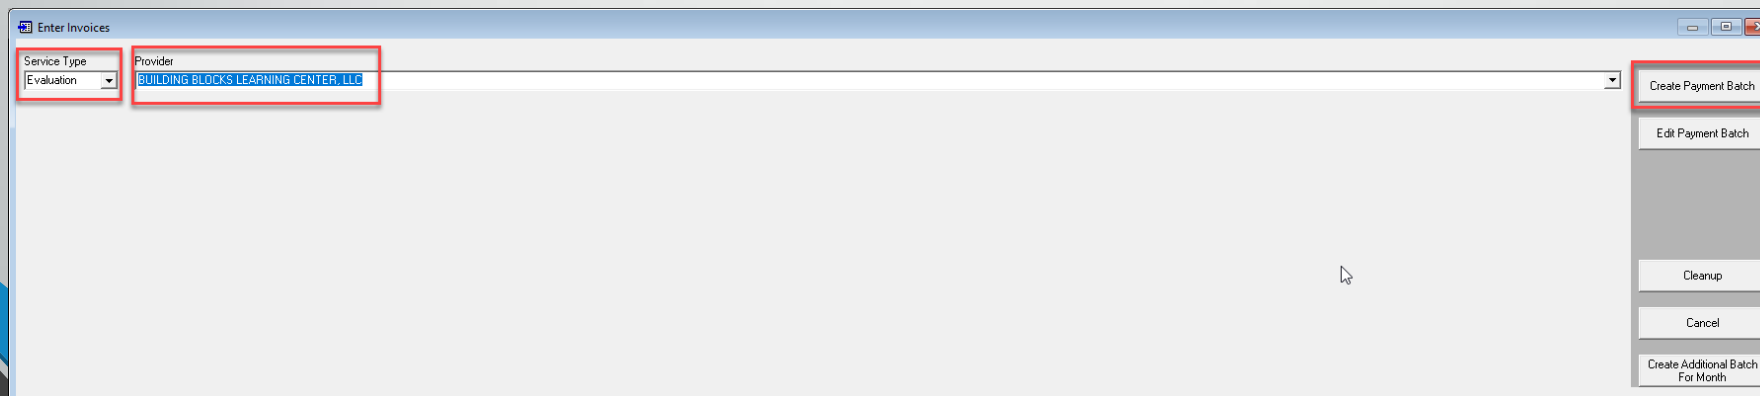 Enter Invoices
Service Type
Provider
Evaluation
BUILDING BLOCKS LEARNING CENTER, LLC
Create Payment Batch
Edit Payment Batch
Cleanup
Cancel
Create Additional Batch
For Month